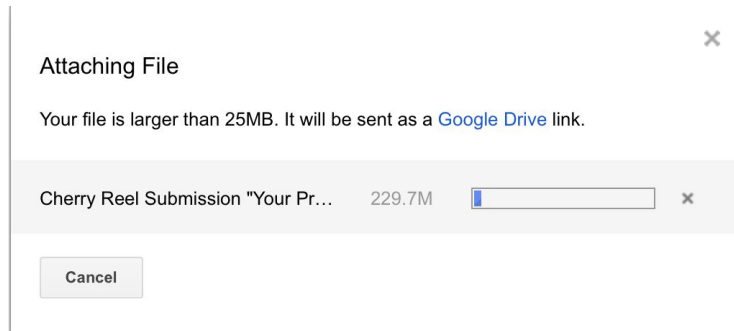 Attaching File
Your file is larger than 25MB. It will be sent as a Google Drive link.
Cherry Reel Submission "Your Pr… 229.7M
Cancel